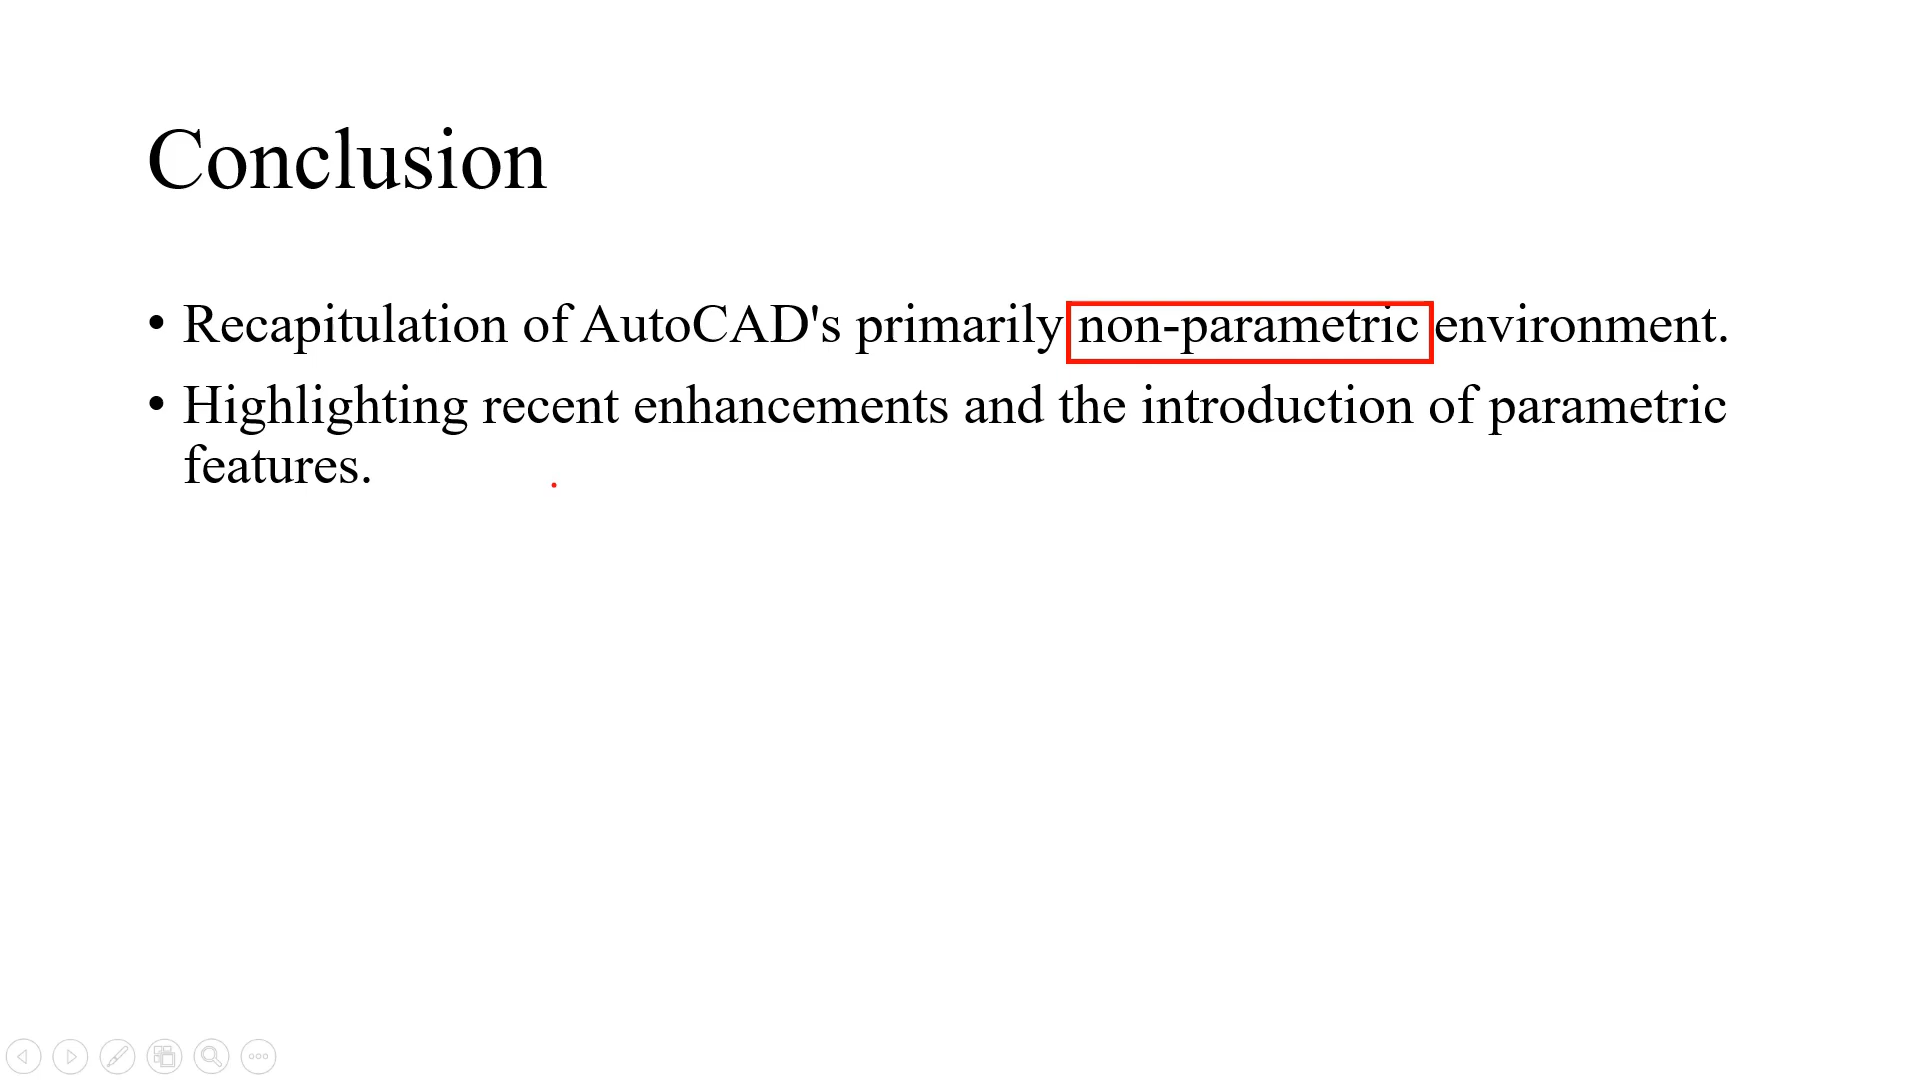 Conclusion
• Recapitulation of AutoCAD's primarily non-parametric environment.
• Highlighting recent enhancements and the introduction of parametric
features.